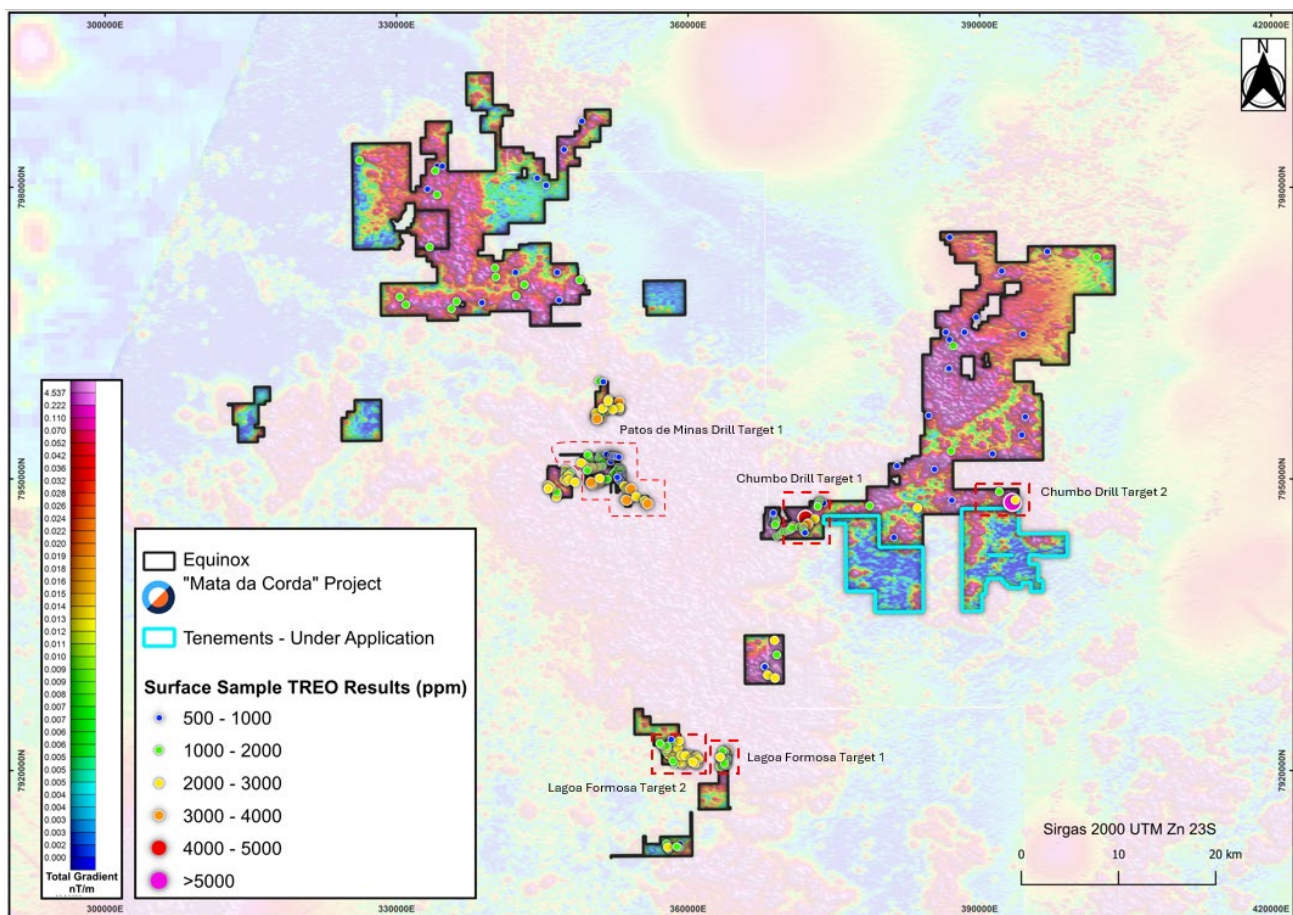 300000E
330000E
360000E
390000E
420000E
N
7980000N
7980000N
Patos de Minas Drill Target 1
7950000N
Chumbo Drill Target 1
Chumbo Drill Target 2
7950000N
4.537
0.222
0.110
0.070
0.052
0.042
0.036
0.032
0.028
0.026
0.024
0.022
0.020
0.019
0.018
0.016
0.015
0.014
0.013
0.012
0.011
0.010
0.009
0.009
0.008
0.007
0.007
0.006
0.006
0.005
0.005
0.004
0.004
0.003
0.003
0.002
0.000
Total Gradient
nT/m
Equinox
"Mata da Corda" Project
Tenements - Under Application
Surface Sample TREO Results (ppm)
500 - 1000
1000 - 2000
2000 - 3000
3000 - 4000
4000 - 5000
>5000
Lagoa Formosa Target 1
Lagoa Formosa Target 2
7920000N
7920000N
Sirgas 2000 UTM Zn 23S
0 10 20 km
300000E
330000E
360000E
390000E
420000E